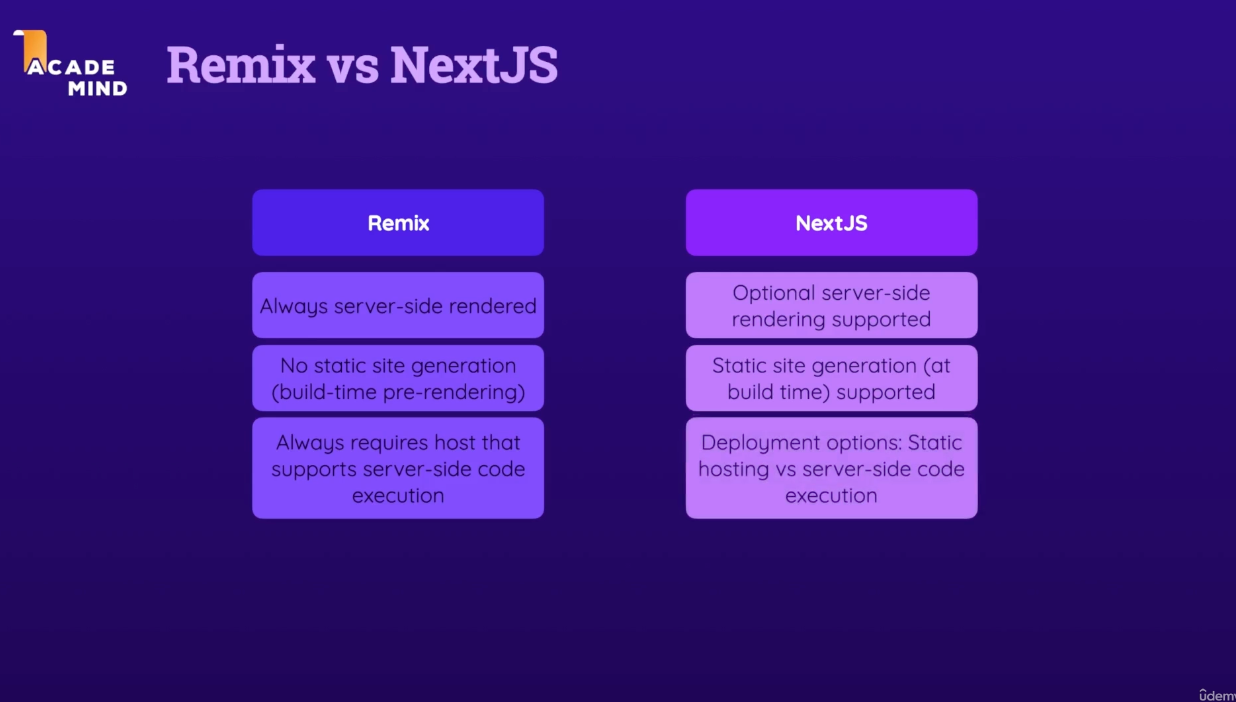 ACADE
MIND
Remix vs NextJS
Remix
NextJS
Always server-side rendered
Optional server-side
rendering supported
No static site generation
(build-time pre-rendering)
Static site generation (at
build time) supported
Always requires host that
supports server-side code
execution
Deployment options: Static
hosting vs server-side code
execution
ûdemy